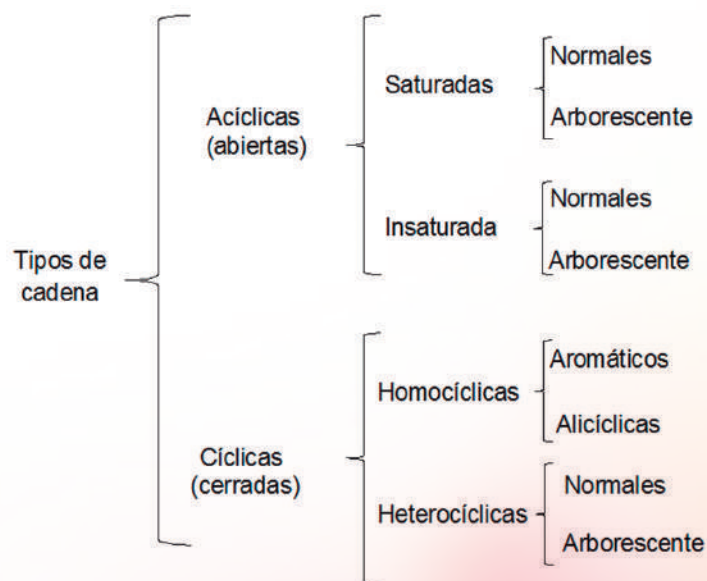 Tipos de
cadena
Acíclicas
(abiertas)
Saturadas
Normales
Arborescente
Insaturada
Normales
Arborescente
Cíclicas
(cerradas)
Homocíclicas
Aromáticos
Alicíclicas
Heterocíclicas
Normales
Arborescente